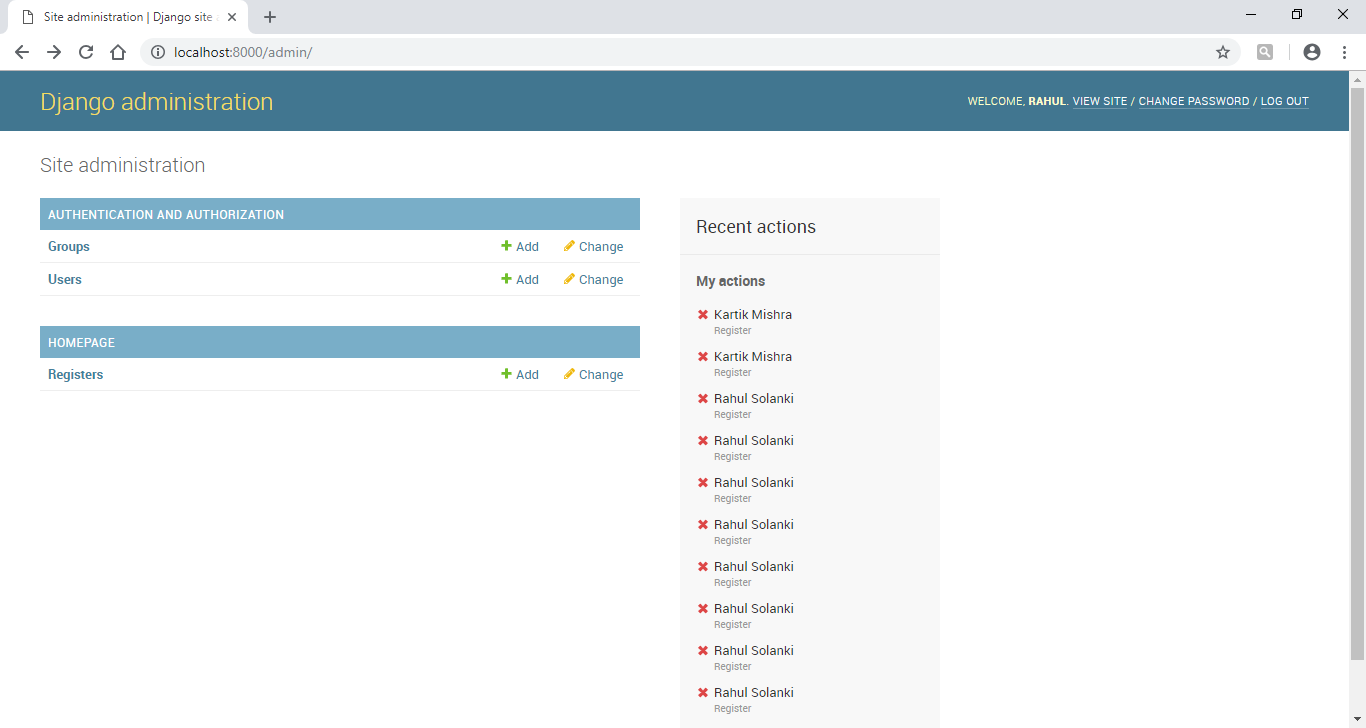 Site administration | Django site
localhost:8000/admin/
Django administration
WELCOME, RAHUL. VIEW SITE / CHANGE PASSWORD / LOG OUT
Site administration
AUTHENTICATION AND AUTHORIZATION
Groups Add Change
Users Add Change
HOMEPAGE
Registers Add Change
Recent actions
My actions
Kartik Mishra
Register
Kartik Mishra
Register
Rahul Solanki
Register
Rahul Solanki
Register
Rahul Solanki
Register
Rahul Solanki
Register
Rahul Solanki
Register
Rahul Solanki
Register
Rahul Solanki
Register
Rahul Solanki
Register